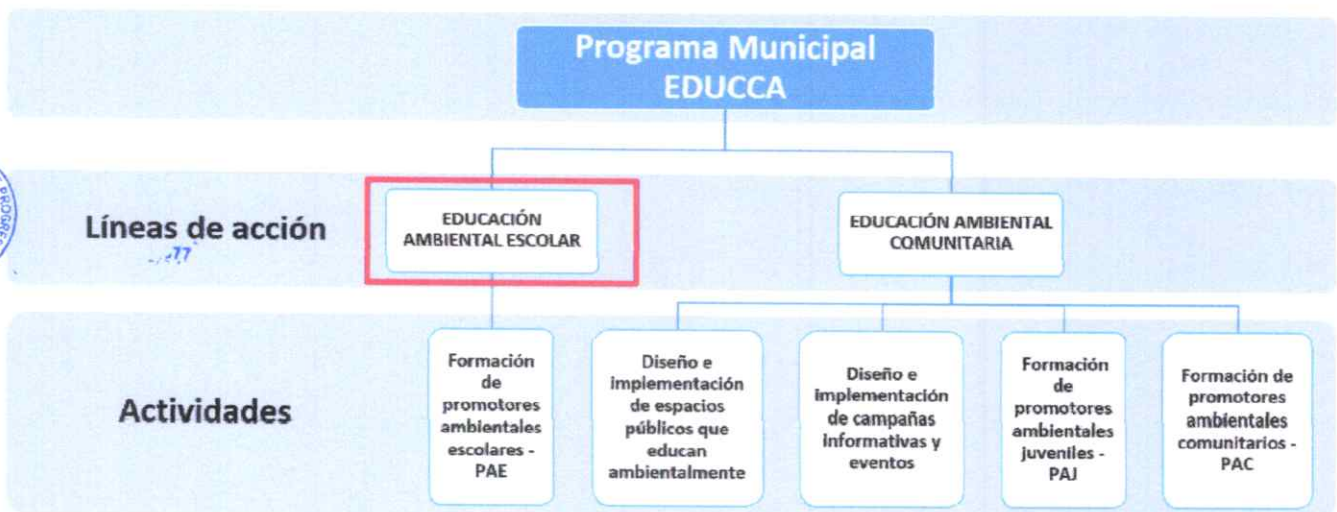 Programa Municipal
EDUCCA
Líneas de acción
EDUCACIÓN
AMBIENTAL ESCOLAR
EDUCACIÓN AMBIENTAL
COMUNITARIA
Actividades
Formación
de
promotores
ambientales
escolares -
PAE
Diseño e
implementación
de espacios
públicos que
educan
ambientalmente
Diseño e
implementación
de campañas
informativas y
eventos
Formación
de
promotores
ambientales
juveniles -
PAJ
Formación de
promotores
ambientales
comunitarios -
PAC